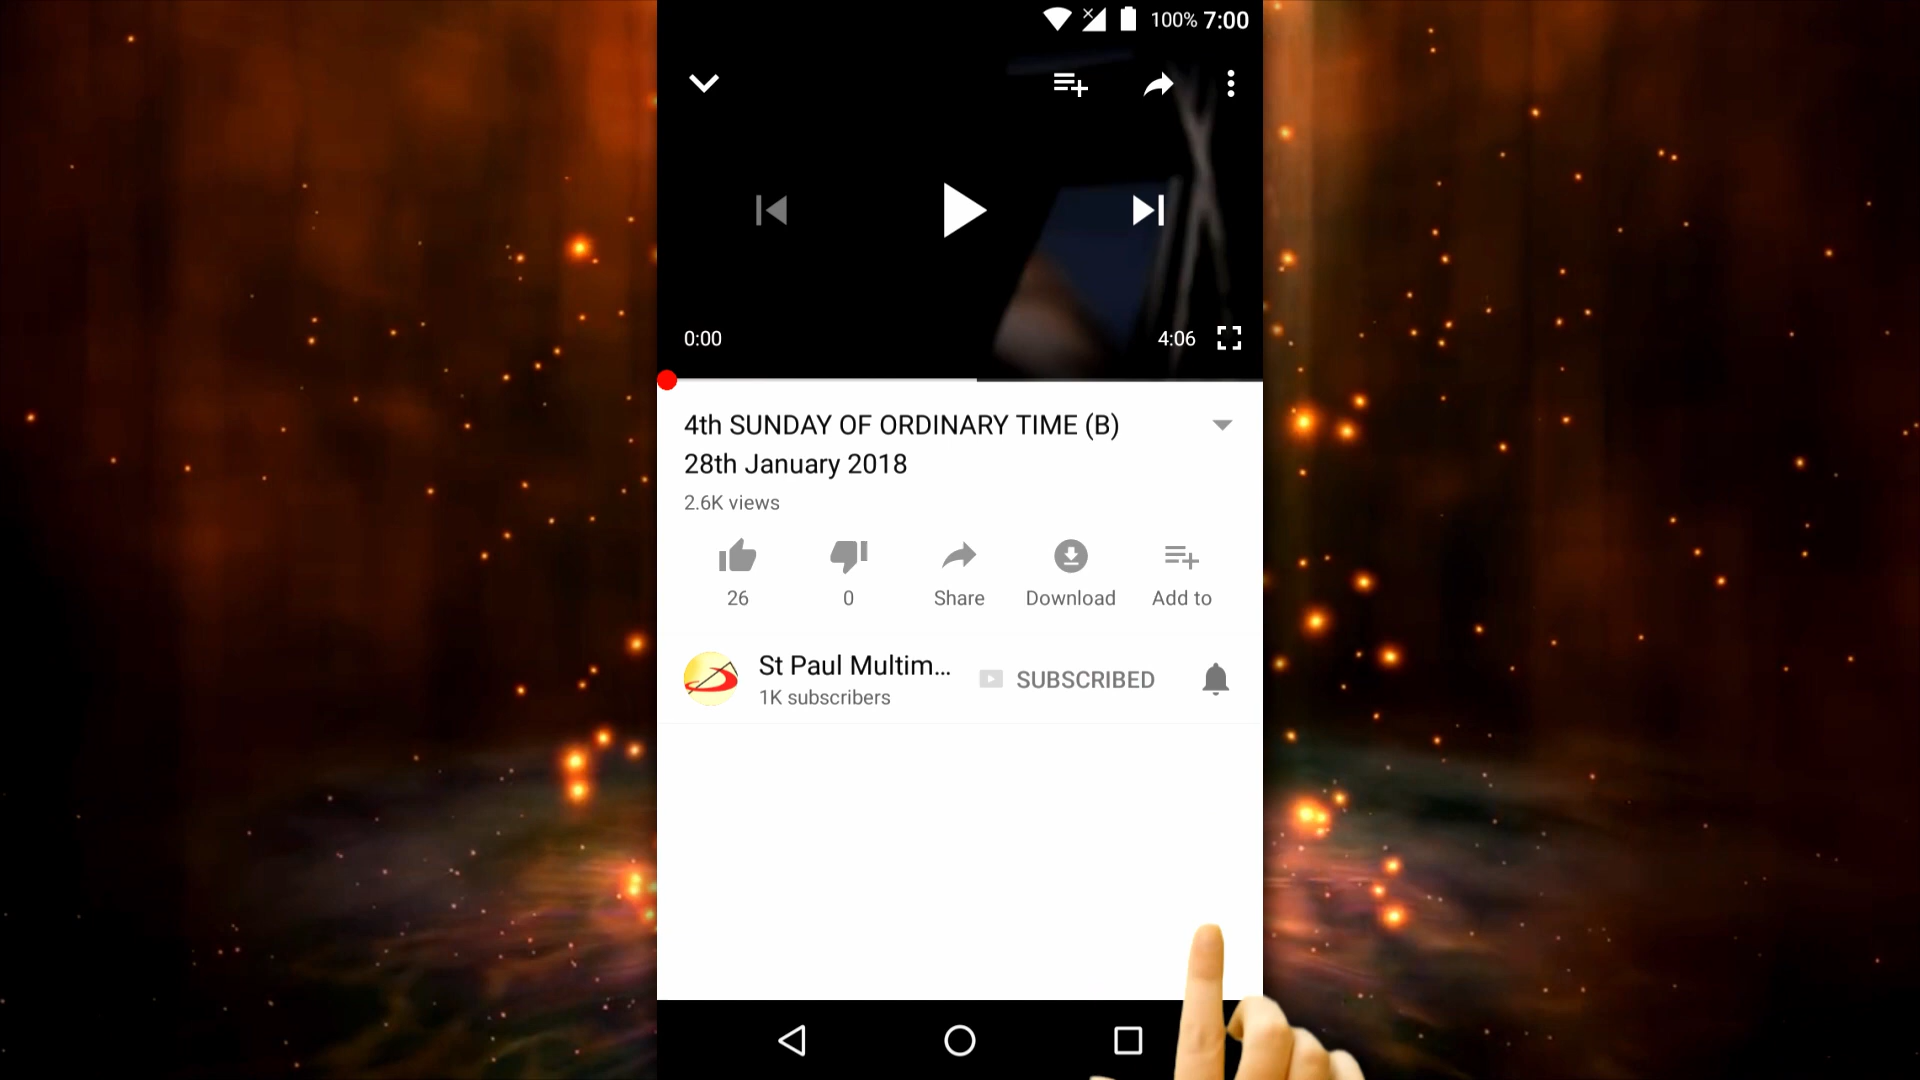 100% 7:00
0:00
4:06
4th SUNDAY OF ORDINARY TIME (B)
28th January 2018
2.6K views
26
0
Share
Download
Add to
St Paul Multim...
SUBSCRIBED
1K subscribers